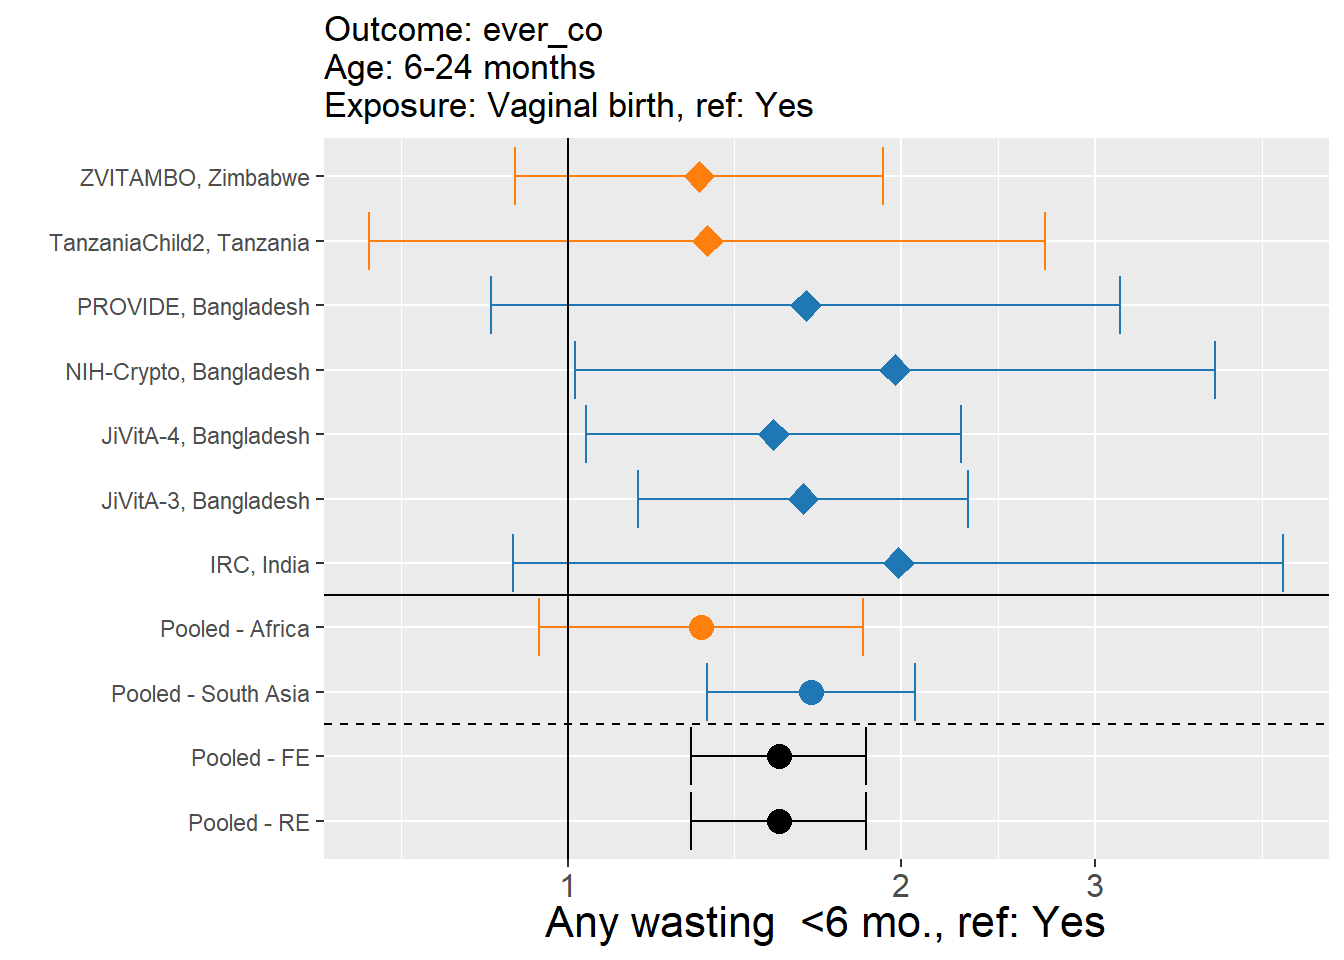 Outcome: ever_co
Age: 6-24 months
Exposure: Vaginal birth, ref: Yes
ZVITAMBO, Zimbabwe
TanzaniaChild2, Tanzania
PROVIDE, Bangladesh
NIH-Crypto, Bangladesh
JiVitA-4, Bangladesh
JiVitA-3, Bangladesh
IRC, India
Pooled - Africa
Pooled - South Asia
Pooled - FE
Pooled - RE
1 2 3
Any wasting  <6 mo., ref: Yes